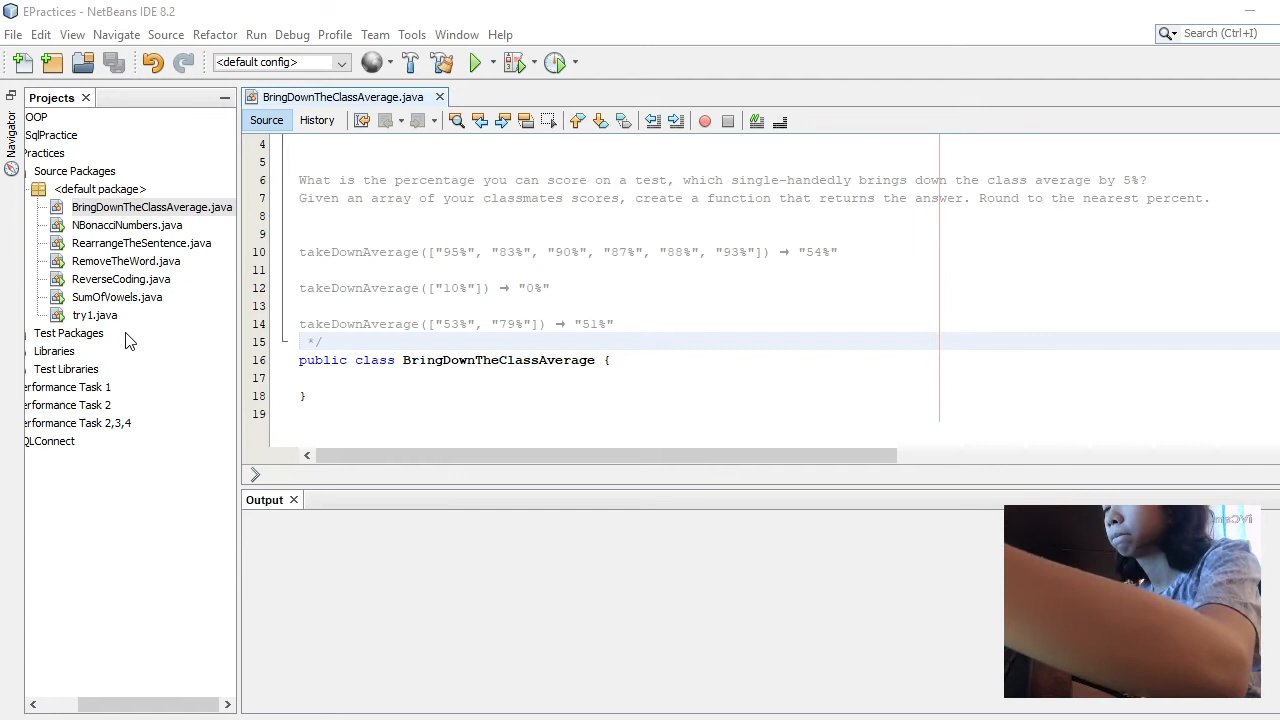 EPractices - NetBeans IDE 8.2
File Edit View Navigate Source Refactor Run Debug Profile Team Tools Window Help
Search (Ctrl+I)
<default config>
Projects
BringDownTheClassAverage.java
Navigator
Source History
OOP
SqlPractice
Practices
Source Packages
<default package>
BringDownTheClassAverage.java
NBonacciNumbers.java
RearrangeTheSentence.java
RemoveTheWord.java
ReverseCoding.java
SumOfVowels.java
try1.java
Test Packages
Libraries
Test Libraries
erformance Task 1
erformance Task 2
erformance Task 2,3,4
QLConnect
4
5
6 What is the percentage you can score on a test, which single-handedly brings down the class average by 5%?
7 Given an array of your classmates scores, create a function that returns the answer. Round to the nearest percent.
8
9
10 takeDownAverage(["95%", "83%", "90%", "87%", "88%", "93%"]) → "54%"
11
12 takeDownAverage(["10%"]) → "0%"
13
14 takeDownAverage(["53%", "79%"]) → "51%"
15 */
16 public class BringDownTheClassAverage {
17
18 }
19
Output